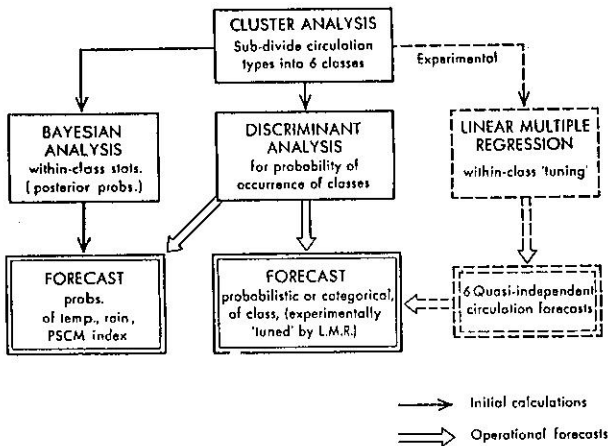 CLUSTER ANALYSIS
Sub-divide circulation
types into 6 classes
Experimental
BAYESIAN
ANALYSIS
within-class stats.
(posterior probs.)
DISCRIMINANT
ANALYSIS
for probability of
occurrence of classes
LINEAR MULTIPLE
REGRESSION
within-class 'tuning'
FORECAST
probs.
of temp., rain,
PSCM index
FORECAST
probabilistic or categorical,
of class, (experimentally
'tuned' by L.M.R.)
6 Quasi-independent
circulation forecasts
Initial calculations
Operational forecasts